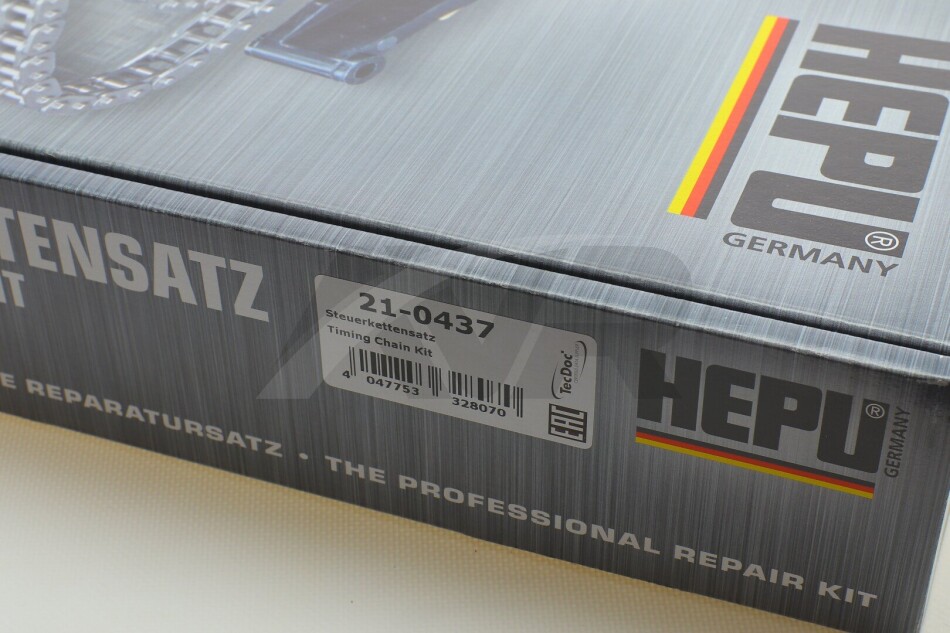 HEPU®
GERMANY
TENSATZ
IT
21-0437
Steuerkettensatz
Timing Chain Kit
4 047753 328070
TecDoc
EAC
HEPU®
GERMANY
E REPARATURSATZ • THE PROFESSIONAL REPAIR KIT